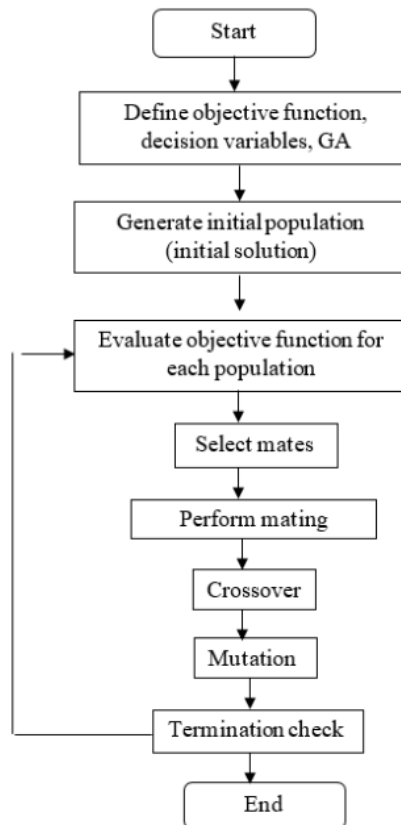 Start
Define objective function,
decision variables, GA
Generate initial population
(initial solution)
Evaluate objective function for
each population
Select mates
Perform mating
Crossover
Mutation
Termination check
End